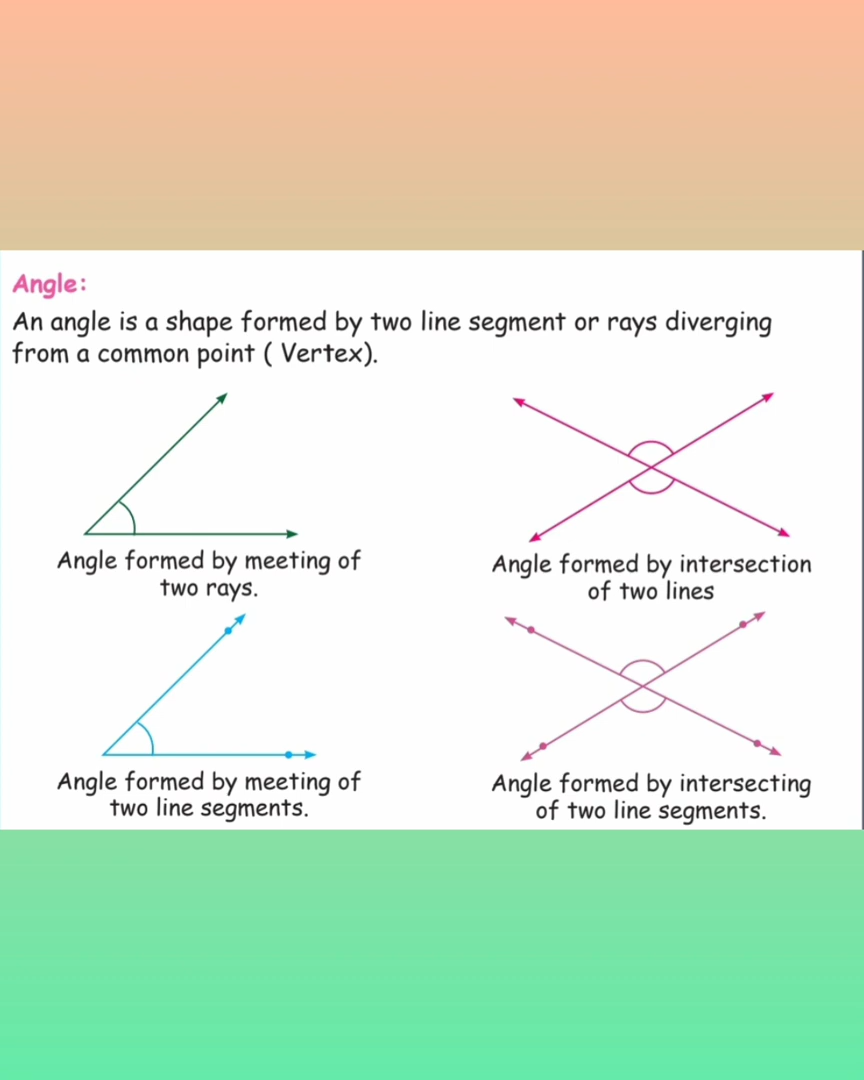 Angle:
An angle is a shape formed by two line segment or rays diverging
from a common point ( Vertex).
Angle formed by meeting of
two rays.
Angle formed by intersection
of two lines
Angle formed by meeting of
two line segments.
Angle formed by intersecting
of two line segments.